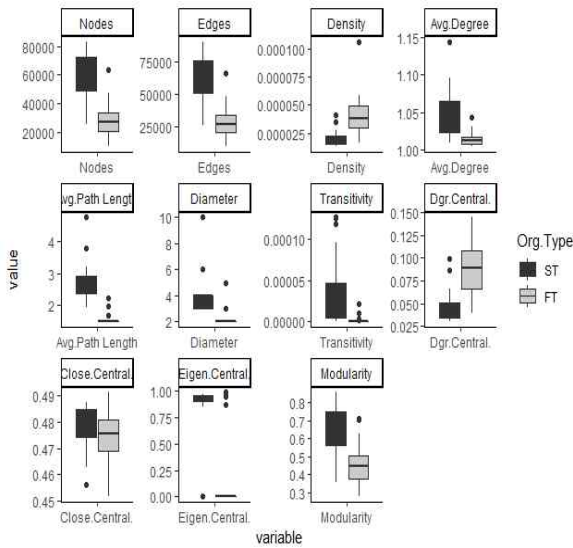 Nodes
Edges
Density
Avg.Degree
80000
60000
40000
20000
75000
50000
25000
0.000100
0.000075
0.000050
0.000025
1.15
1.10
1.05
1.00
Nodes
Edges
Density
Avg.Degree
vg.Path Lengt
Diameter
Transitivity
Dgr.Central.
4
3
2
10
8
6
4
2
0.00010
0.00005
0.00000
0.150
0.125
0.100
0.075
0.050
0.025
Avg.Path Length
Diameter
Transitivity
Dgr.Central.
Close.Central.
Eigen.Central.
Modularity
0.49
0.48
0.47
0.46
0.45
1.00
0.75
0.50
0.25
0.00
0.8
0.7
0.6
0.5
0.4
0.3
Close.Central.
Eigen.Central.
Modularity
value
variable
Org.Type
ST
FT